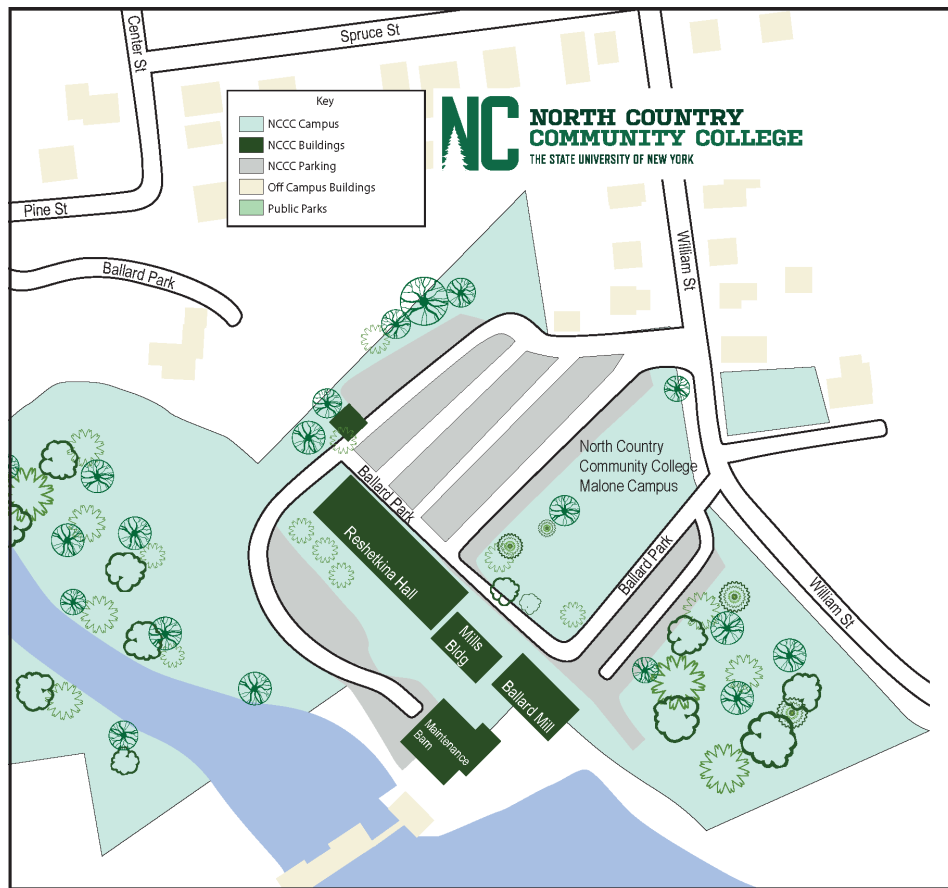 Center St
Spruce St
Key
NCCC Campus
NCCC Buildings
NCCC Parking
Off Campus Buildings
Public Parks
NC
NORTH COUNTRY
COMMUNITY COLLEGE
THE STATE UNIVERSITY OF NEW YORK
Pine St
Ballard Park
William St
North Country
Community College
Malone Campus
Ballard Park
Reshetkina Hall
Ballard Park
William St
Mills
Bldg
Ballard Mill
Maintenance
Barn